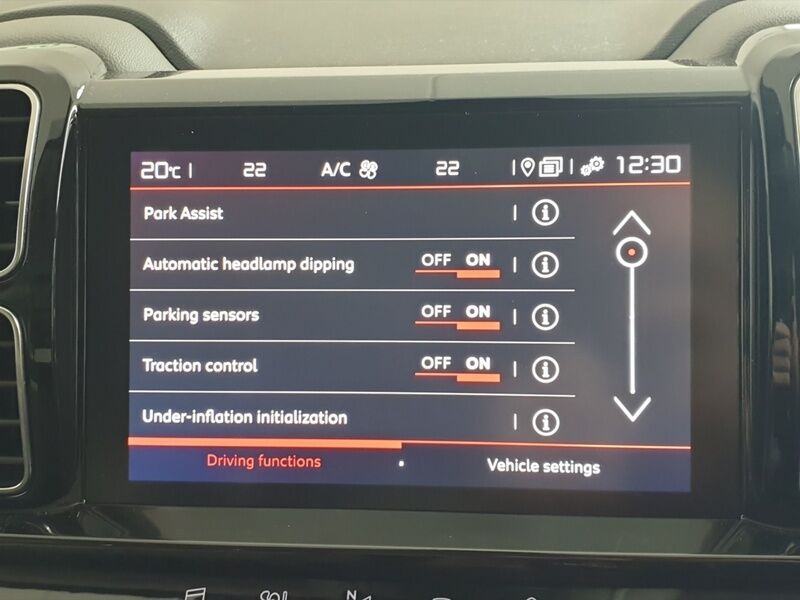 20°C 22 A/C 22 12:30
Park Assist
Automatic headlamp dipping OFF ON
Parking sensors OFF ON
Traction control OFF ON
Under-inflation initialization
Driving functions Vehicle settings
N